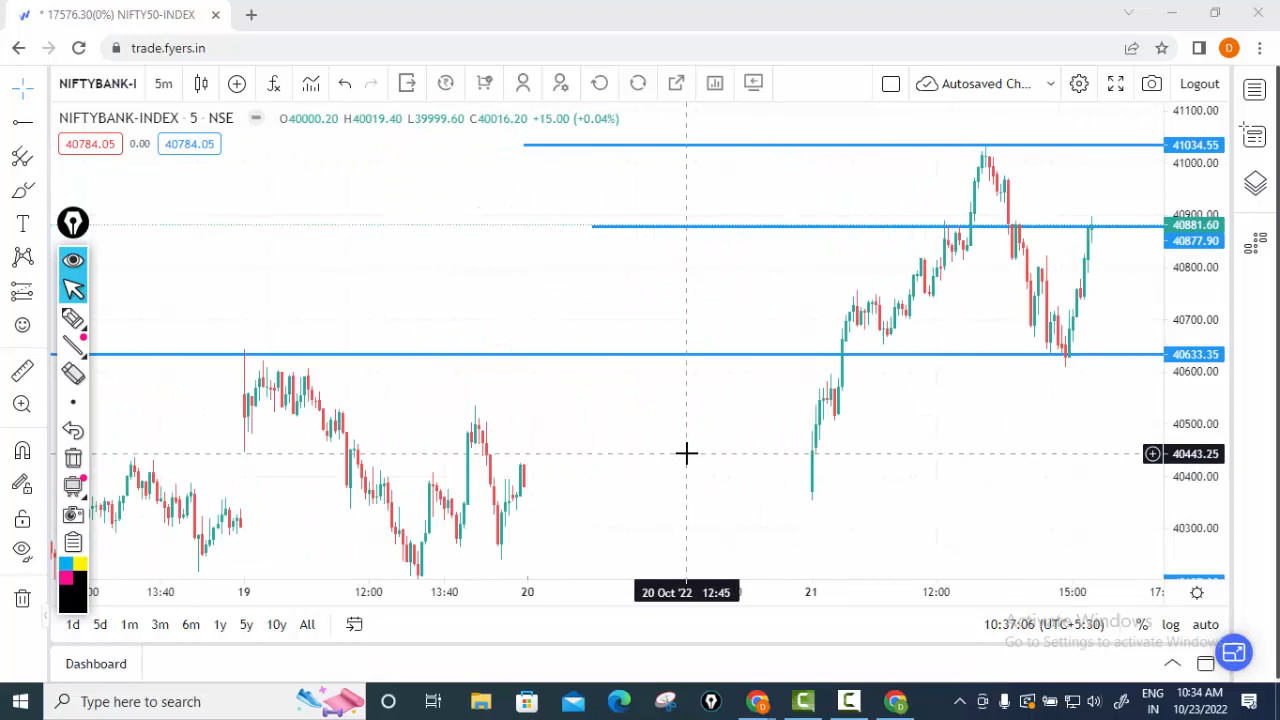 * 17576.30(0%) NIFTY50-INDEX
trade.fyers.in
D
NIFTYBANK-I 5m Autosaved Ch... Logout
NIFTYBANK-INDEX · 5 · NSE O40000.20 H40019.40 L39999.60 C40016.20 +15.00 (+0.04%)
40784.05 0.00 40784.05
41100.00
41034.55
41000.00
40900.00
40881.60
40877.90
40800.00
40700.00
40633.35
40600.00
40500.00
40443.25
40400.00
40300.00
13:40 19 12:00 13:40 20 20 Oct '22 12:45 21 12:00 15:00 17:
1d 5d 1m 3m 6m 1y 5y 10y All 10:37:06 (UTC+5:30) % log auto
Activate Windows
Go to Settings to activate Windows
Dashboard
Type here to search
ENG
IN
10:34 AM
10/23/2022